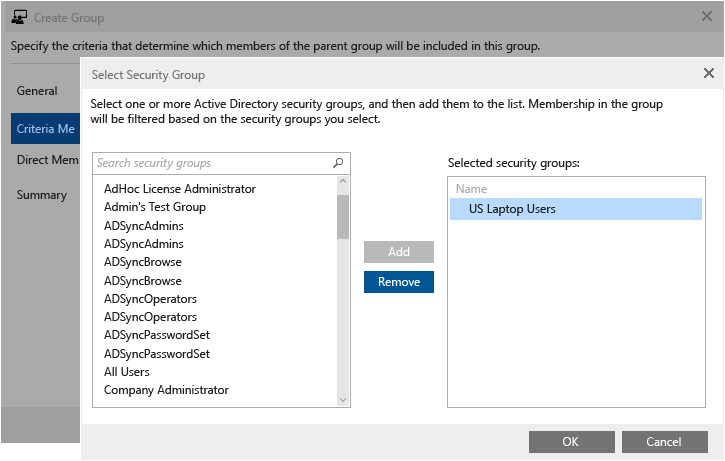 Create Group
Specify the criteria that determine which members of the parent group will be included in this group.
General
Criteria Me
Direct Mem
Summary
Select Security Group
Select one or more Active Directory security groups, and then add them to the list. Membership in the group
will be filtered based on the security groups you select.
Search security groups
AdHoc License Administrator
Admin's Test Group
ADSyncAdmins
ADSyncAdmins
ADSyncBrowse
ADSyncBrowse
ADSyncOperators
ADSyncOperators
ADSyncPasswordSet
ADSyncPasswordSet
All Users
Company Administrator
Add
Remove
Selected security groups:
Name
US Laptop Users
OK
Cancel